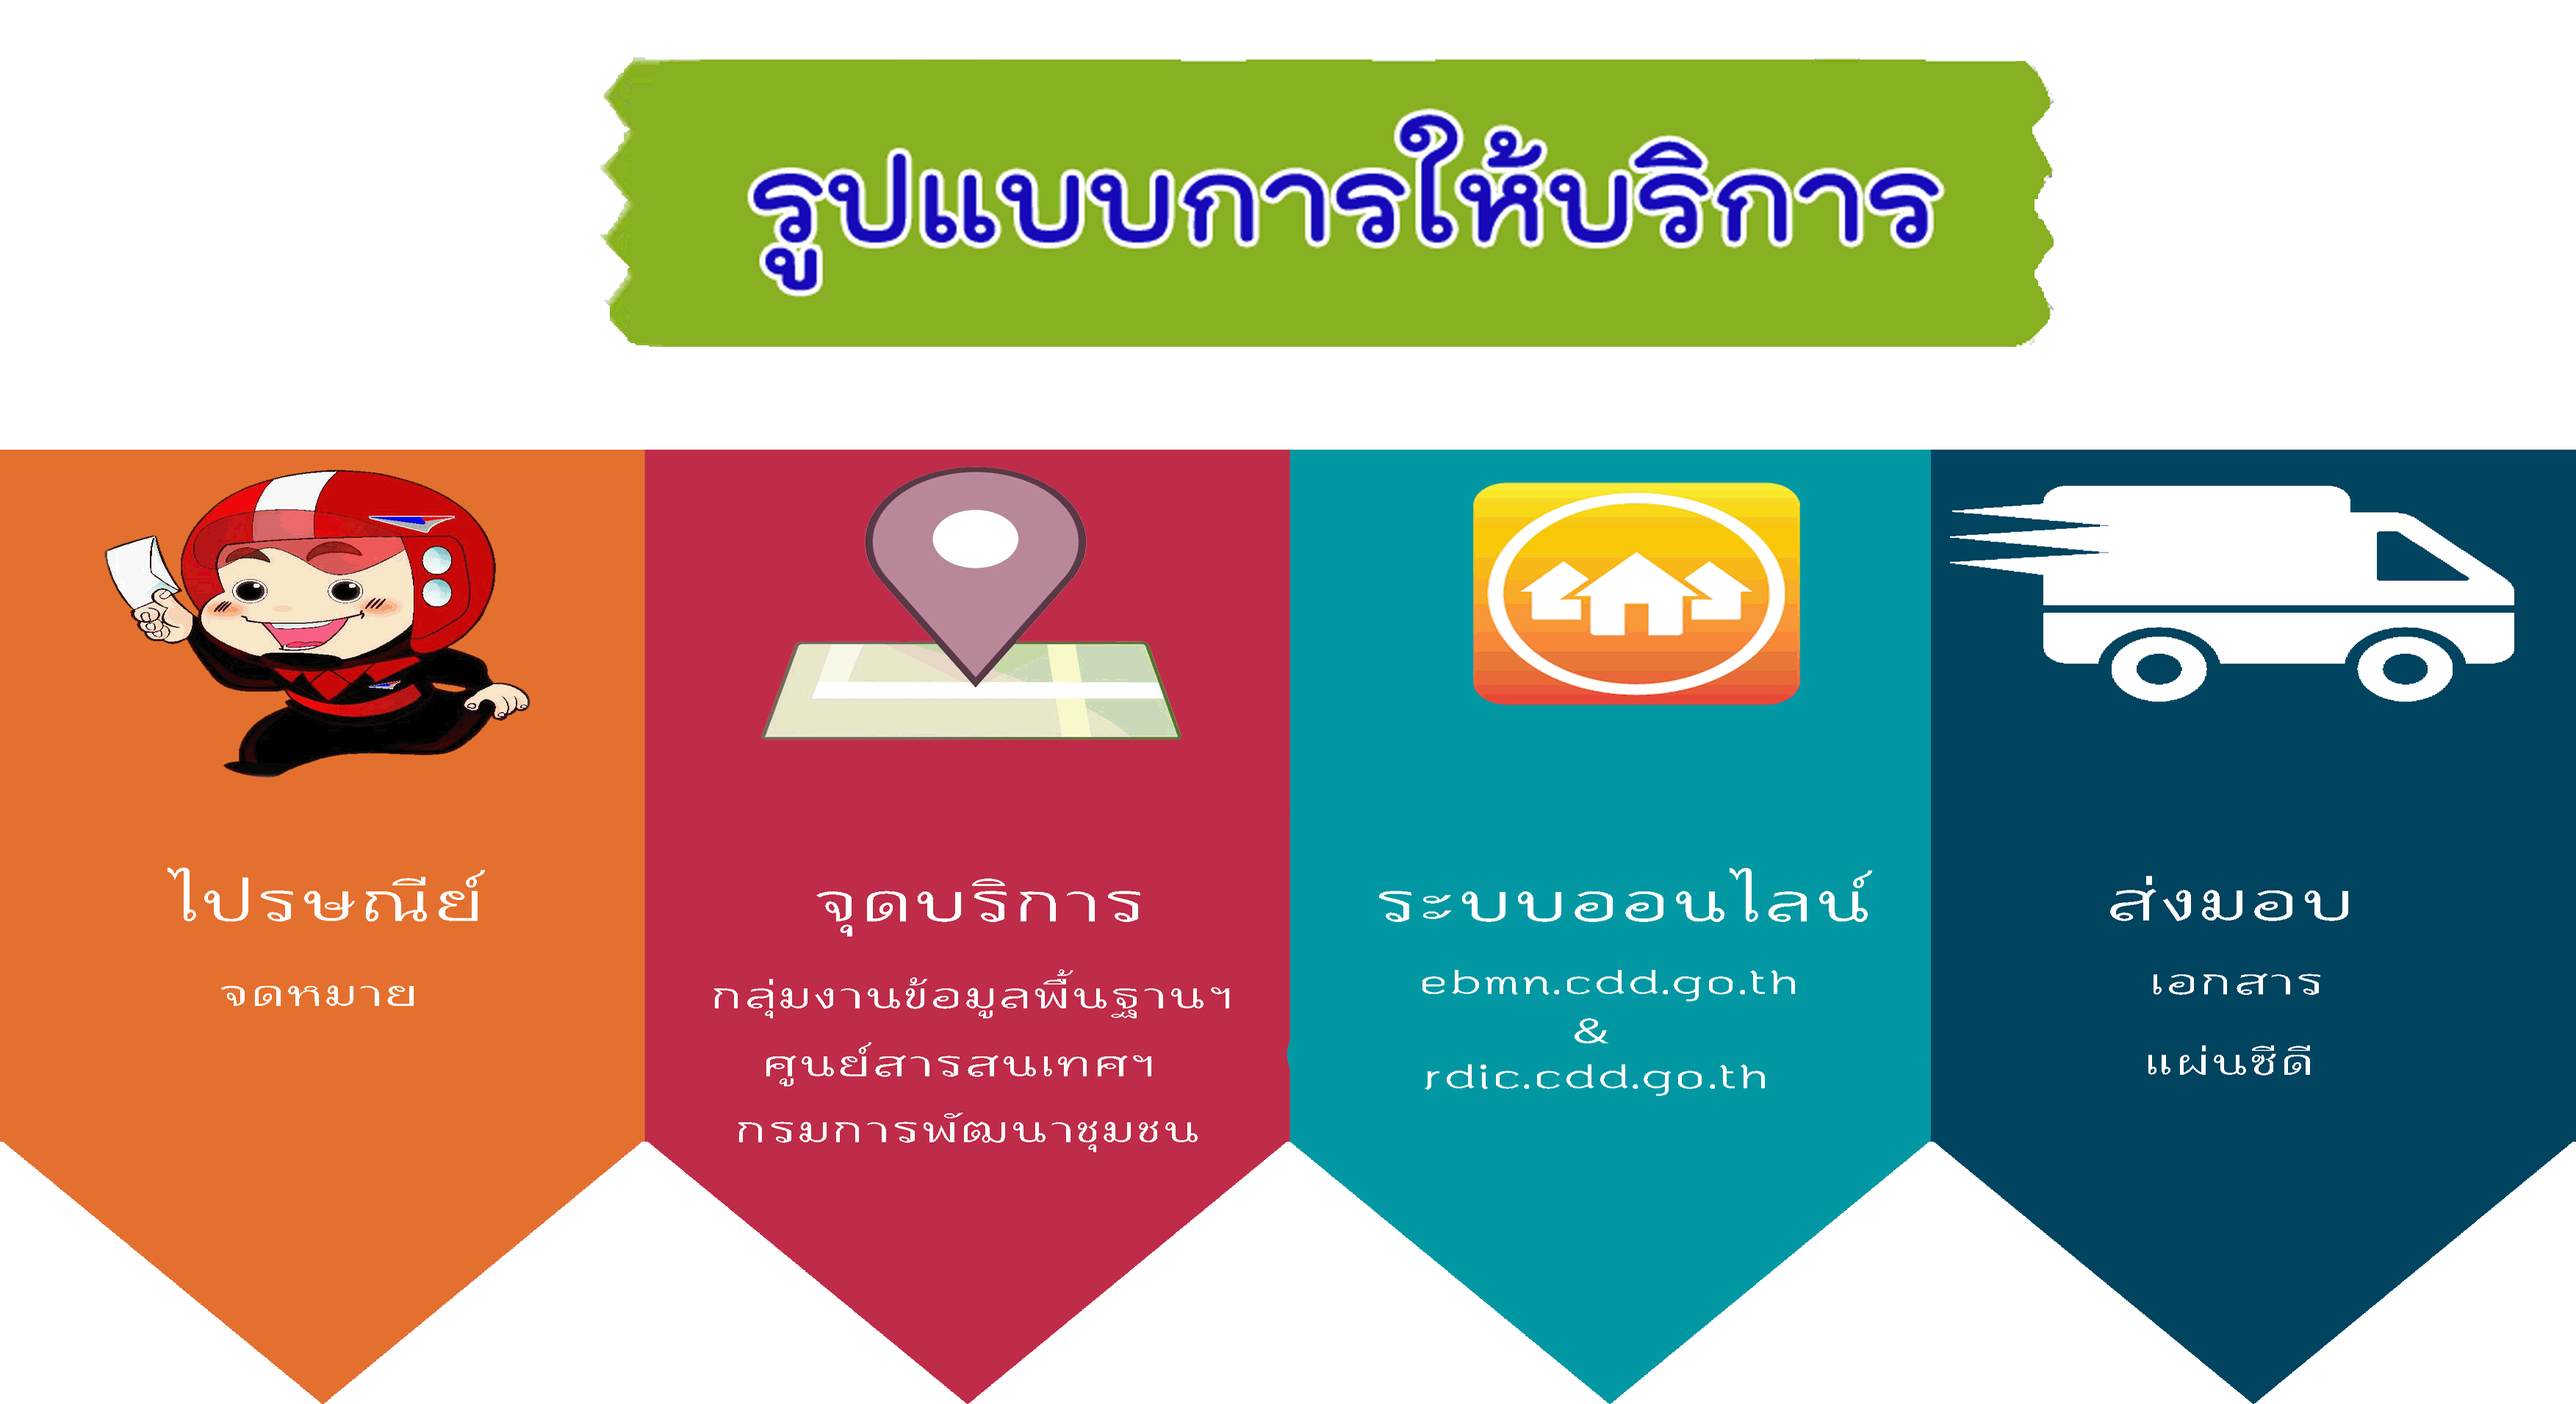 รูปแบบการให้บริการ
ไปรษณีย์
จดหมาย
จุดบริการ
กลุ่มงานข้อมูลพื้นฐานฯ
ศูนย์สารสนเทศฯ
กรมการพัฒนาชุมชน
ระบบออนไลน์
ebmn.cdd.go.th
&
rdic.cdd.go.th
ส่งมอบ
เอกสาร
แผ่นซีดี